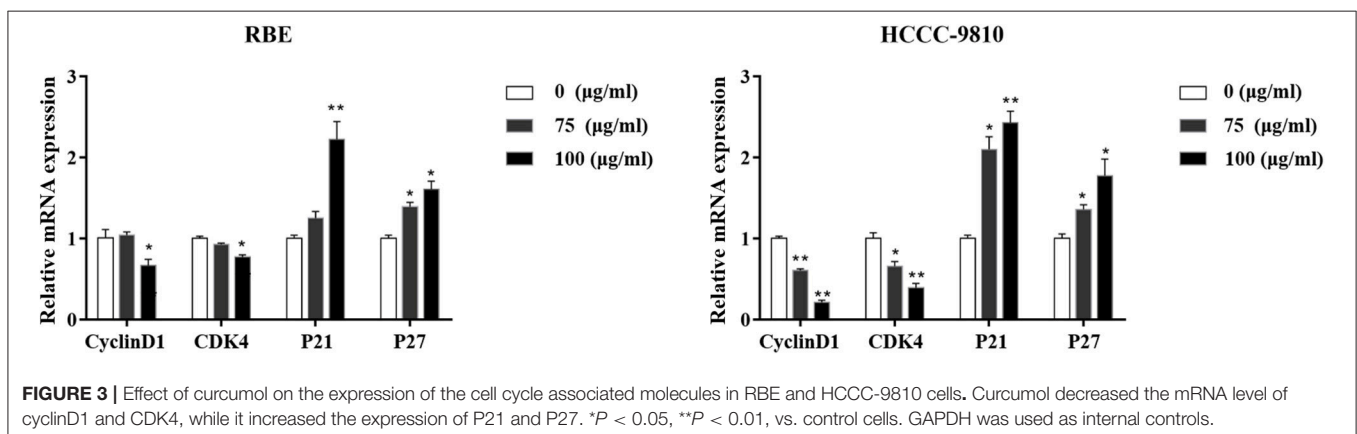 RBE
Relative mRNA expression
3
2
1
0
**
* * * * *
CyclinD1 CDK4 P21 P27
0 (μg/ml)
75 (μg/ml)
100 (μg/ml)
HCCC-9810
Relative mRNA expression
3
2
1
0
** ** * ** * ** * *
CyclinD1 CDK4 P21 P27
0 (μg/ml)
75 (μg/ml)
100 (μg/ml)
FIGURE 3 | Effect of curcumol on the expression of the cell cycle associated molecules in RBE and HCCC-9810 cells. Curcumol decreased the mRNA level of
cyclinD1 and CDK4, while it increased the expression of P21 and P27. *P < 0.05, **P < 0.01, vs. control cells. GAPDH was used as internal controls.